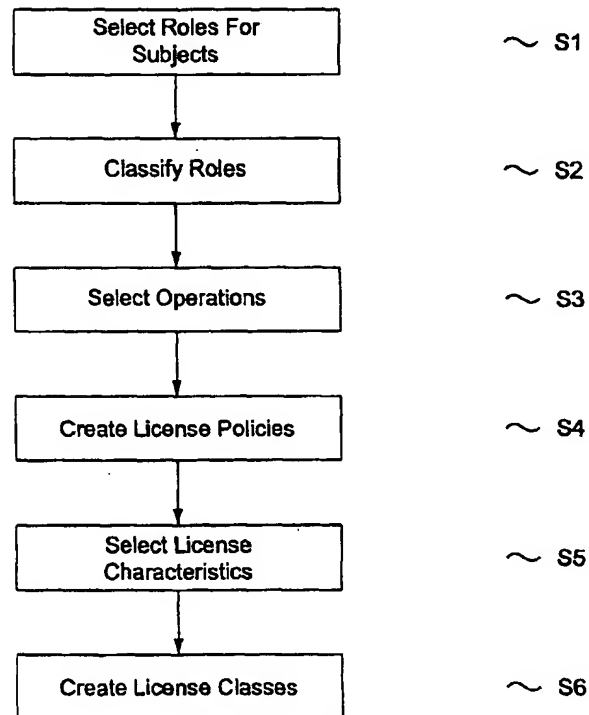 Select Roles For
Subjects
~ S1
Classify Roles
~ S2
Select Operations
~ S3
Create License Policies
~ S4
Select License
Characteristics
~ S5
Create License Classes
~ S6